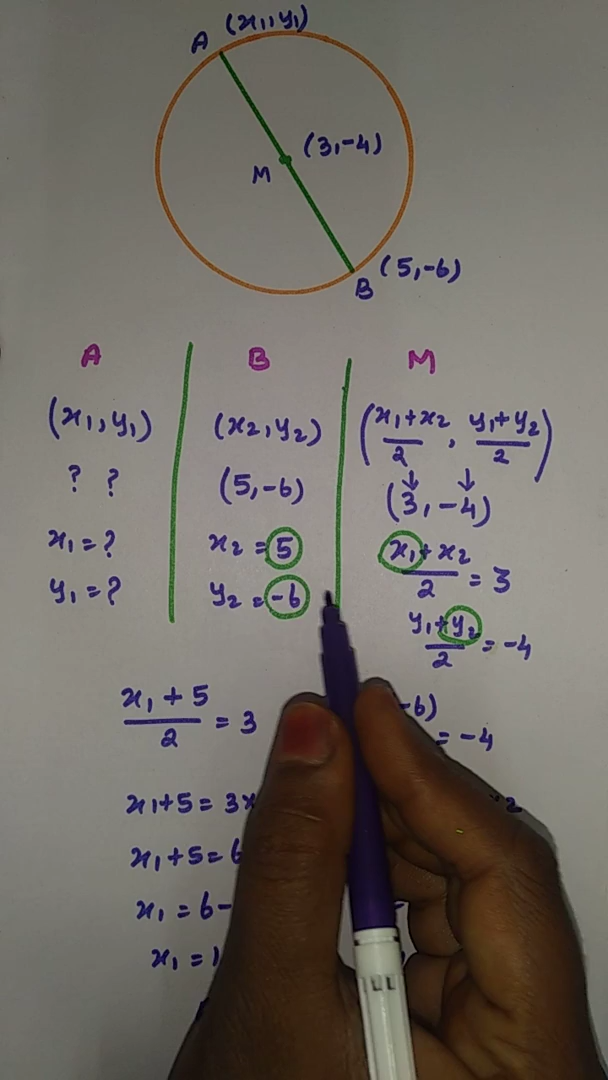 A (x₁,y₁)
(3,-4)
M
(5,-6)
B
A B M
(x₁,y₁) (x₂,y₂) (x₁+x₂/2, y₁+y₂/2)
? ? (5,-6) ↓ ↓
(3,-4)
x₁=? x₂=5 x₁+x₂/2=3
y₁=? y₂=-6 y₁+y₂/2=-4
x₁+5/2=3 -6)
=-4
x₁+5=3×
x₁+5=6
x₁=6-
x₁=1